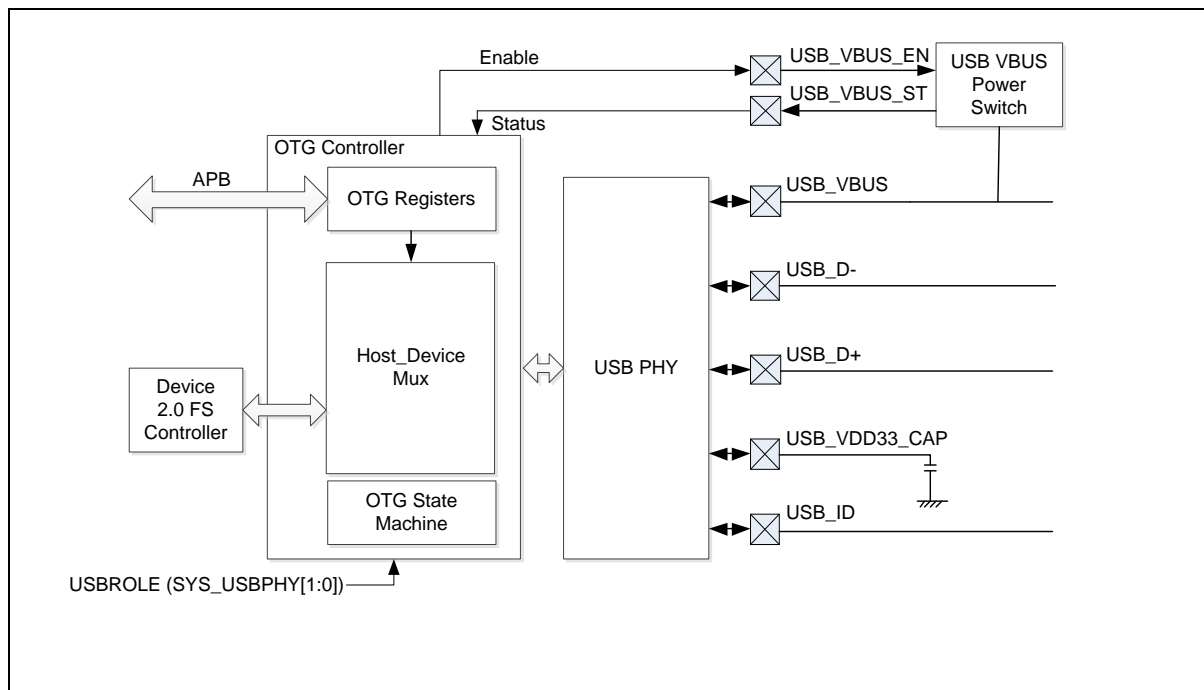 Enable
USB_VBUS_EN
USB VBUS
Power
Switch
USB_VBUS_ST
Status
OTG Controller
APB
OTG Registers
USB_VBUS
USB_D-
Host_Device
Mux
USB PHY
USB_D+
Device
2.0 FS
Controller
USB_VDD33_CAP
OTG State
Machine
USB_ID
USBROLE (SYS_USBPHY[1:0])